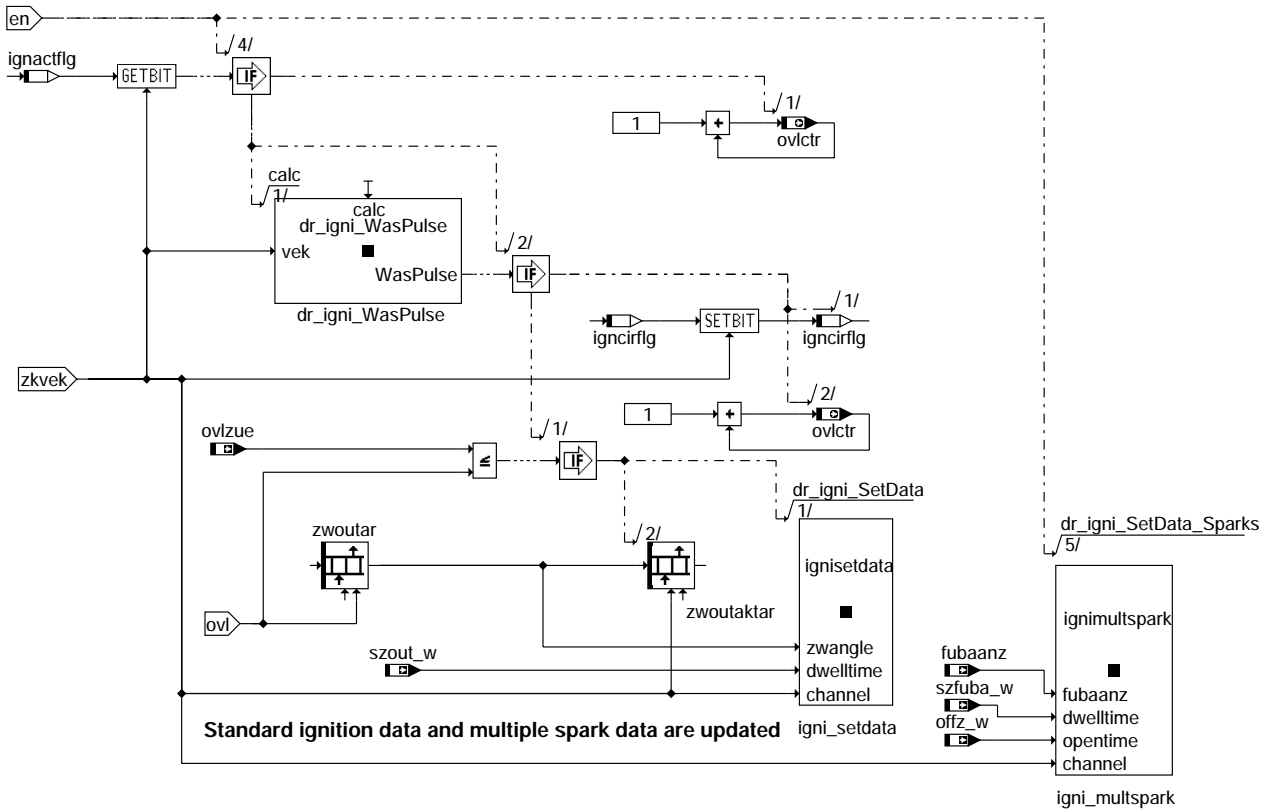 en
4/
ignactflg
GETBIT
IF
1/
1
+
ovlctr
calc
1/
calc
dr_igni_WasPulse
vek
WasPulse
dr_igni_WasPulse
2/
IF
1/
igncirflg
SETBIT
igncirflg
zkvek
2/
1
+
ovlctr
ovlzue
≤
1/
IF
dr_igni_SetData
1/
dr_igni_SetData_Sparks
5/
zwoutar
2/
zwoutaktar
ignisetdata
zwangle
dwelltime
channel
igni_setdata
ovl
szout_w
ignimultspark
fubaanz
szfuba_w
offz_w
fubaanz
dwelltime
opentime
channel
igni_multspark
Standard ignition data and multiple spark data are updated